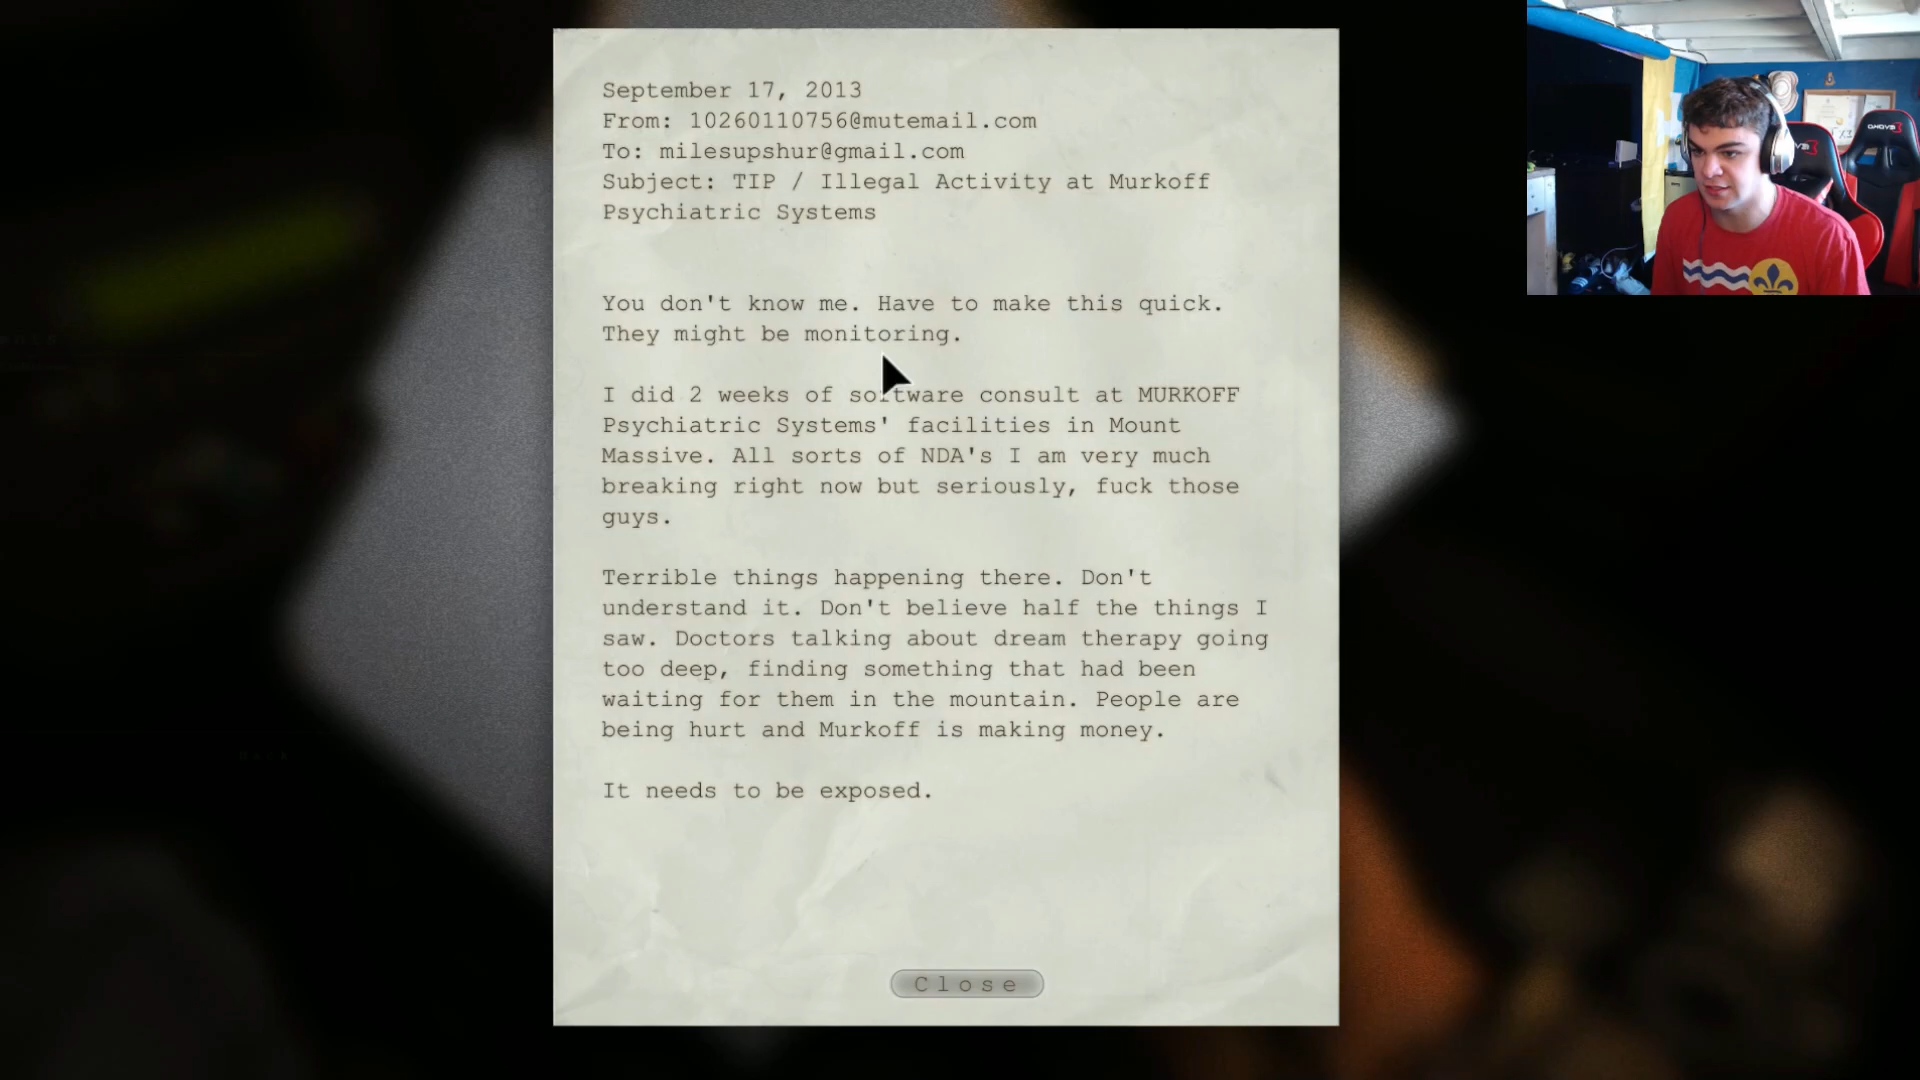 September 17, 2013
From: 10260110756@mutemail.com
To: milesupshur@gmail.com
Subject: TIP / Illegal Activity at Murkoff
Psychiatric Systems
You don't know me. Have to make this quick.
They might be monitoring.
I did 2 weeks of software consult at MURKOFF
Psychiatric Systems' facilities in Mount
Massive. All sorts of NDA's I am very much
breaking right now but seriously, fuck those
guys.
Terrible things happening there. Don't
understand it. Don't believe half the things I
saw. Doctors talking about dream therapy going
too deep, finding something that had been
waiting for them in the mountain. People are
being hurt and Murkoff is making money.
It needs to be exposed.
Close